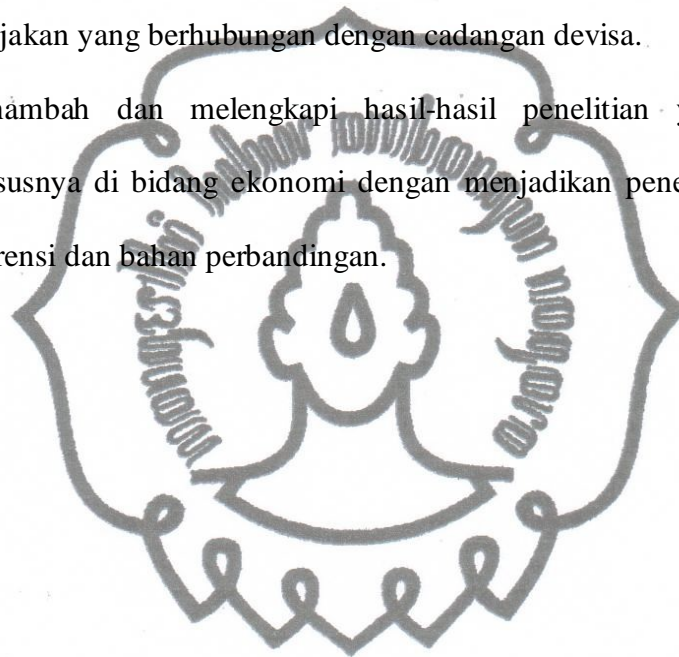 jakan yang berhubungan dengan cadangan devisa.
nambah dan melengkapi hasil-hasil penelitian y
susnya di bidang ekonomi dengan menjadikan pene
rensi dan bahan perbandingan.